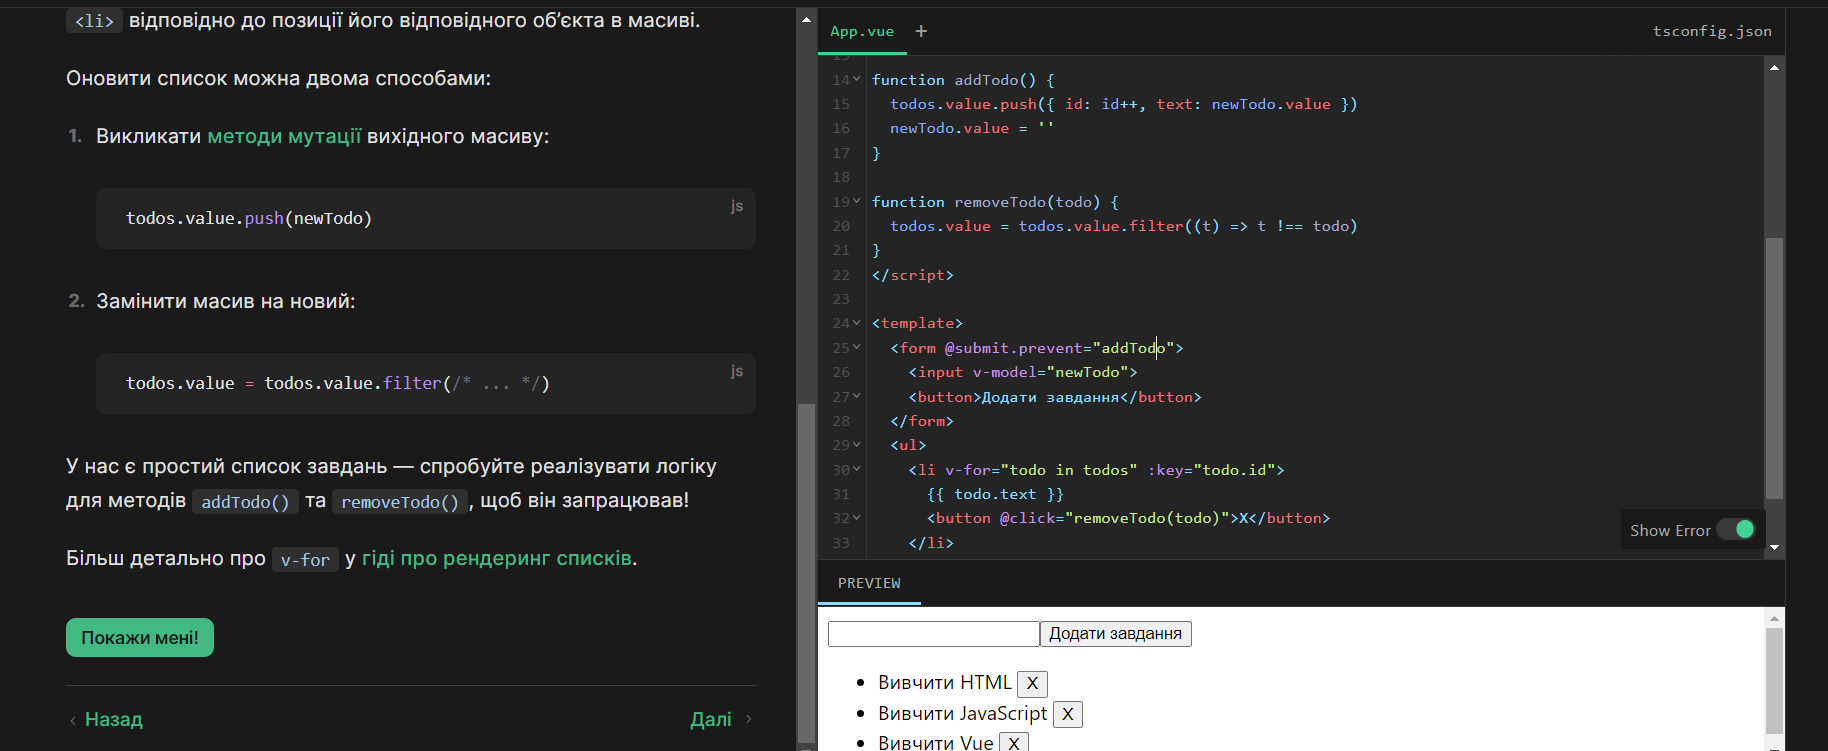 <li> відповідно до позиції його відповідного об’єкта в масиві.
Оновити список можна двома способами:
1. Викликати методи мутації вихідного масиву:
js
todos.value.push(newTodo)
2. Замінити масив на новий:
js
todos.value = todos.value.filter(/* ... */)
У нас є простий список завдань — спробуйте реалізувати логіку
для методів addTodo() та removeTodo(), щоб він запрацював!
Більш детально про v-for у гіді про рендеринг списків.
Покажи мені!
‹ Назад
Далі ›
App.vue +
tsconfig.json
13
14 function addTodo() {
15 todos.value.push({ id: id++, text: newTodo.value })
16 newTodo.value = ''
17 }
18
19 function removeTodo(todo) {
20 todos.value = todos.value.filter((t) => t !== todo)
21 }
22 </script>
23
24 <template>
25 <form @submit.prevent="addTodo">
26 <input v-model="newTodo">
27 <button>Додати завдання</button>
28 </form>
29 <ul>
30 <li v-for="todo in todos" :key="todo.id">
31 {{ todo.text }}
32 <button @click="removeTodo(todo)">X</button>
33 </li>
Show Error
PREVIEW
Додати завдання
• Вивчити HTML X
• Вивчити JavaScript X
• Вивчити Vue X